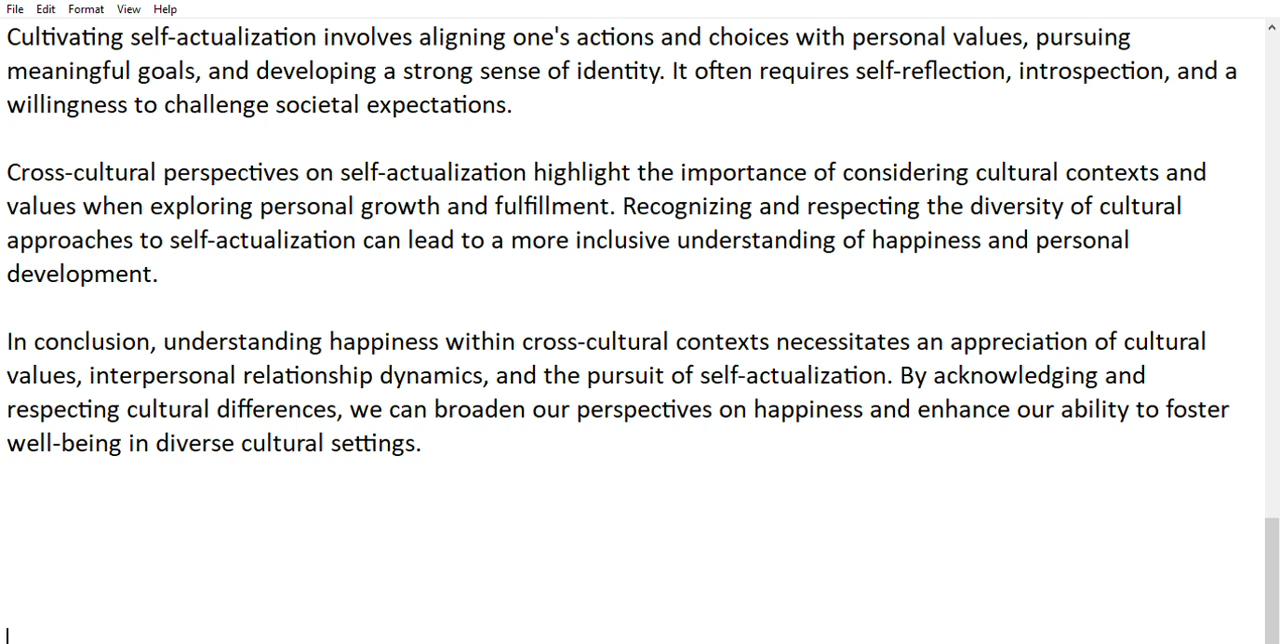 File Edit Format View Help
Cultivating self-actualization involves aligning one's actions and choices with personal values, pursuing
meaningful goals, and developing a strong sense of identity. It often requires self-reflection, introspection, and a
willingness to challenge societal expectations.
Cross-cultural perspectives on self-actualization highlight the importance of considering cultural contexts and
values when exploring personal growth and fulfillment. Recognizing and respecting the diversity of cultural
approaches to self-actualization can lead to a more inclusive understanding of happiness and personal
development.
In conclusion, understanding happiness within cross-cultural contexts necessitates an appreciation of cultural
values, interpersonal relationship dynamics, and the pursuit of self-actualization. By acknowledging and
respecting cultural differences, we can broaden our perspectives on happiness and enhance our ability to foster
well-being in diverse cultural settings.